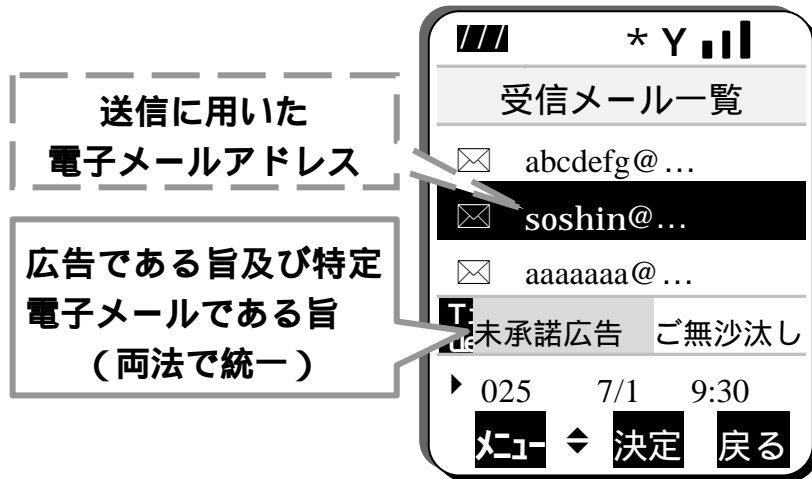 送信に用いた
電子メールアドレス
広告である旨及び特定
電子メールである旨
（両法で統一）
受信メール一覧
abcdefg@…
soshin@…
aaaaaaa@…
未承諾広告 ご無沙汰し
025 7/1 9:30
メニュー 決定 戻る